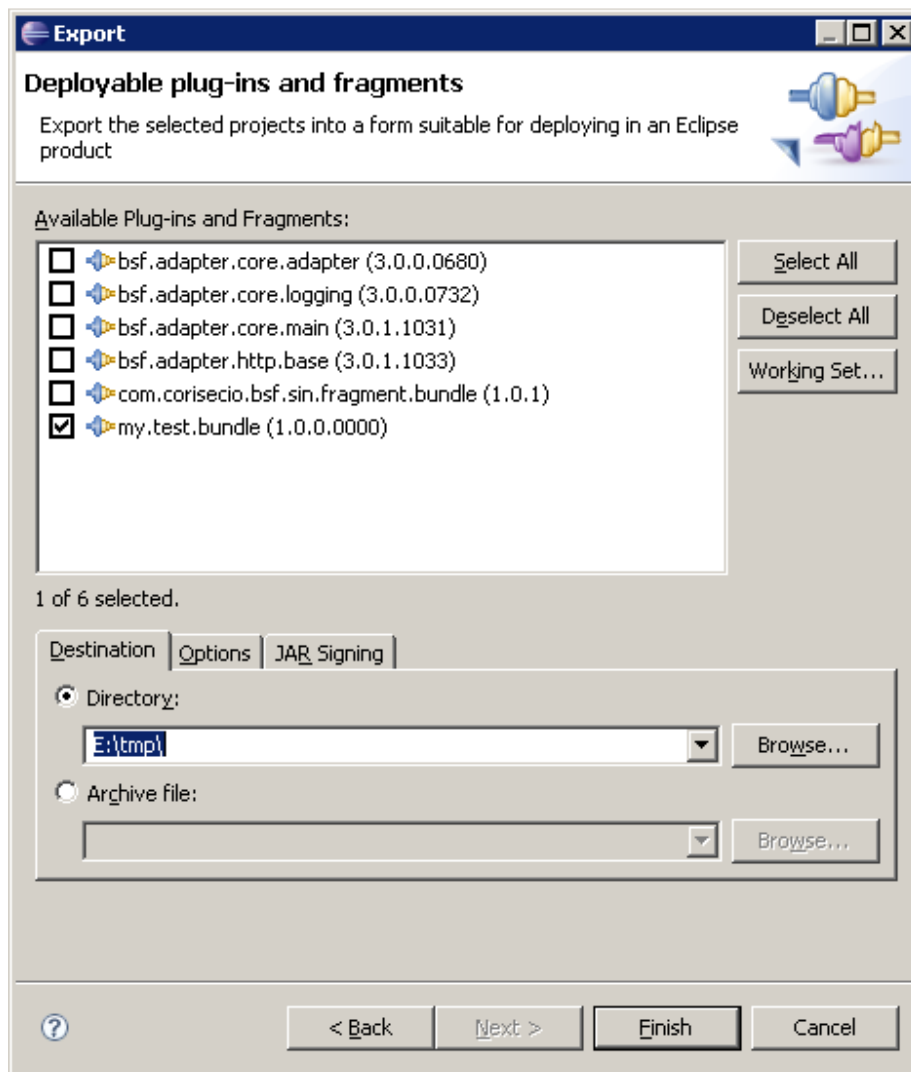 Export
Deployable plug-ins and fragments
Export the selected projects into a form suitable for deploying in an Eclipse
product
Available Plug-ins and Fragments:
bsf.adapter.core.adapter (3.0.0.0680)
bsf.adapter.core.logging (3.0.0.0732)
bsf.adapter.core.main (3.0.1.1031)
bsf.adapter.http.base (3.0.1.1033)
com.corisecio.bsf.sin.fragment.bundle (1.0.1)
my.test.bundle (1.0.0.0000)
Select All
Deselect All
Working Set...
1 of 6 selected.
Destination Options JAR Signing
Directory:
E:\tmp\ Browse...
Archive file:
Browse...
? < Back Next > Finish Cancel